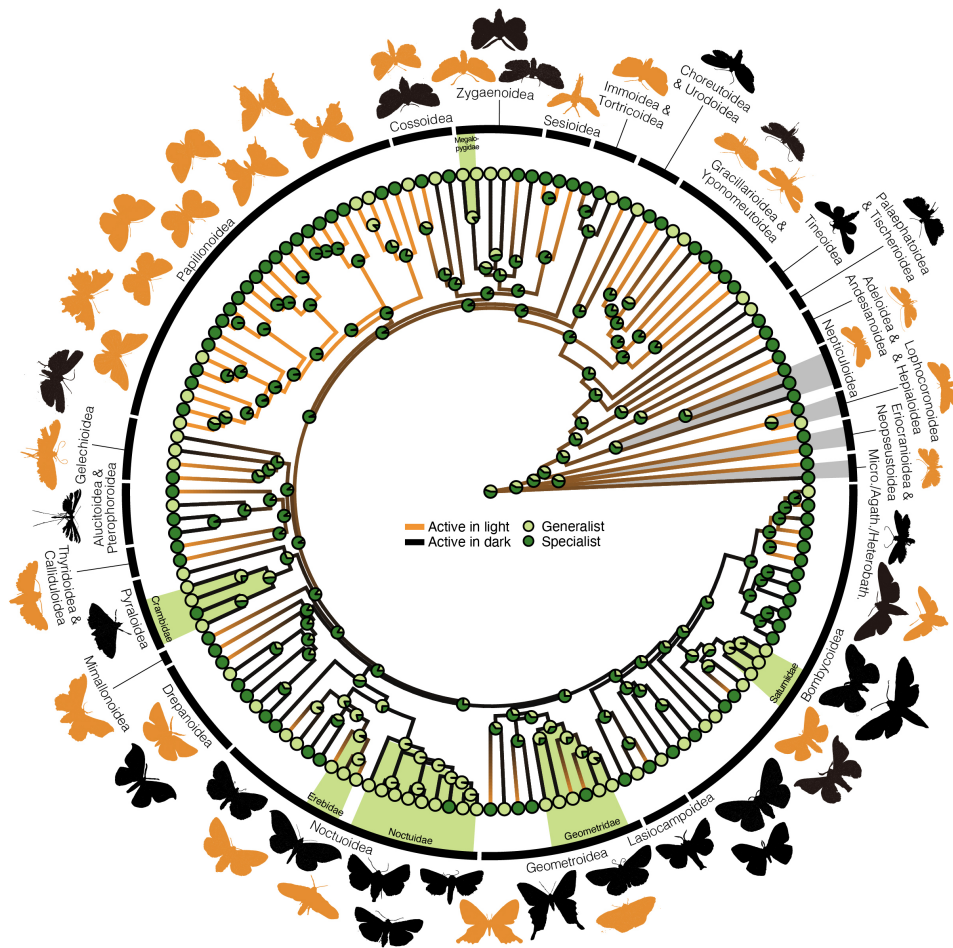 Cossoidea
Zygaenoidea
Megalo-
pygidae
Sesioidea
Immoidea &
Tortricoidea
Choreutoidea
& Urodoidea
Gracillarioidea &
Yponomeutoidea
Tineoidea
Palaephatoidea
& Tischerioidea
Adeloidea &
Andesianoidea
Nepticuloidea
Lophocoronoidea
& Hepialoidea
Eriocranioidea &
Neopseustoidea
Micro./Agath./Heterobath.
Papilionoidea
Gelechioidea
Alucitoidea &
Pterophoroidea
Thyridoidea &
Calliduloidea
Pyraloidea
Crambidae
Mimallonoidea
Drepanoidea
Erebidae
Noctuoidea
Noctuidae
Geometridae
Geometroidea
Lasiocampoidea
Saturniidae
Bombycoidea
Active in light
Active in dark
Generalist
Specialist